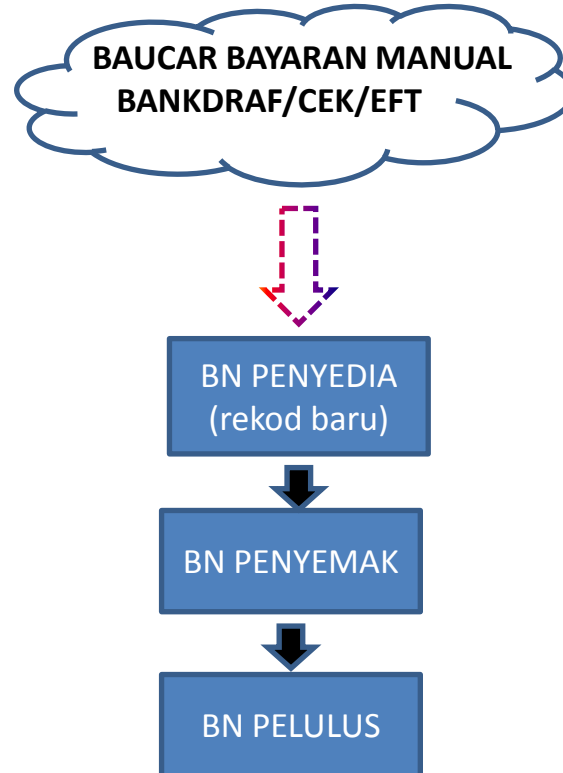 BAUCAR BAYARAN MANUAL
BANKDRAF/CEK/EFT
BN PENYEDIA
(rekod baru)
BN PENYEMAK
BN PELULUS